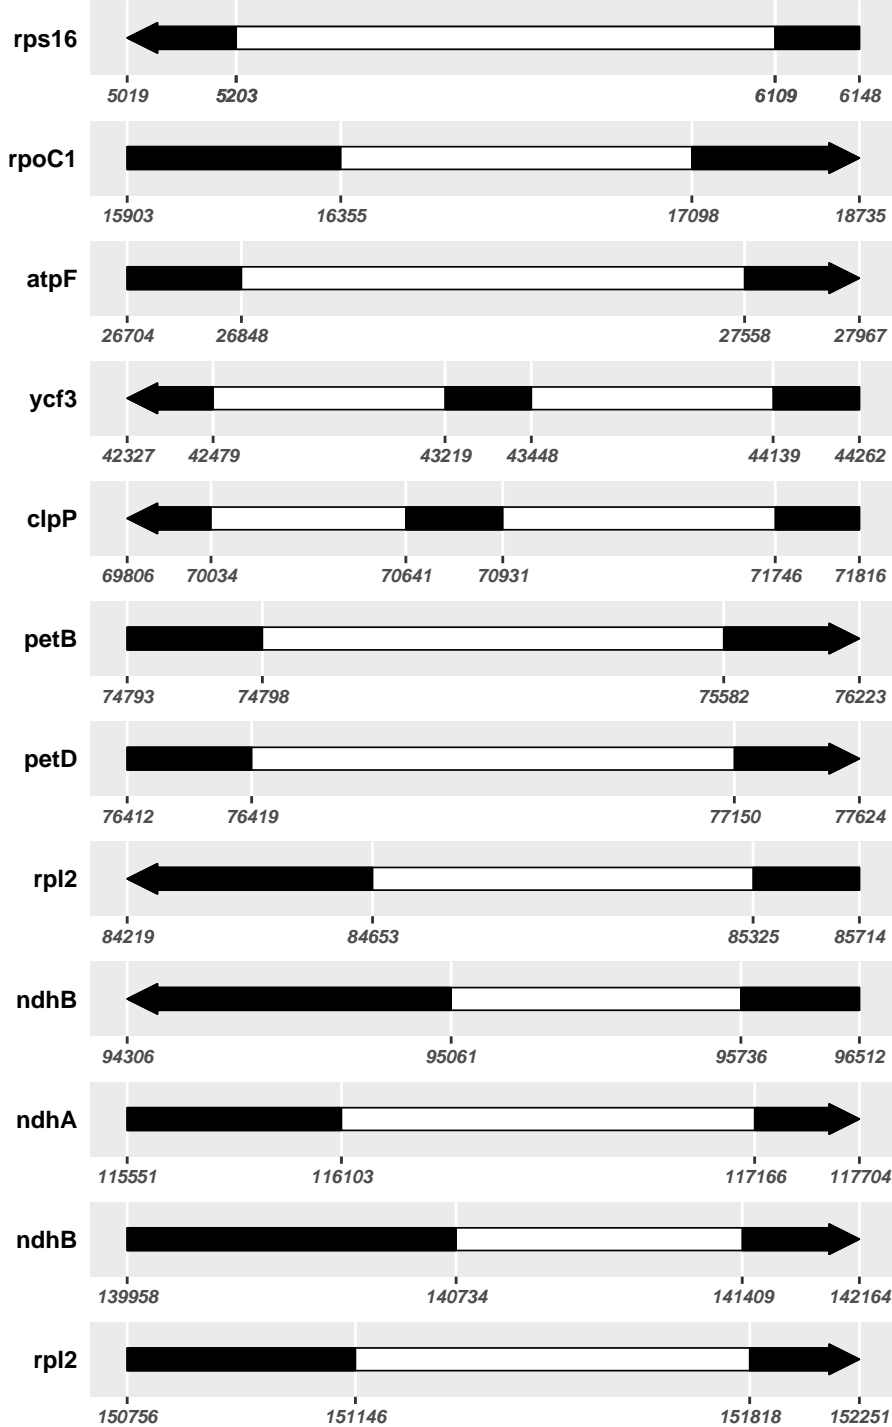 rps16
5019 5203 6109 6148
rpoC1
15903 16355 17098 18735
atpF
26704 26848 27558 27967
ycf3
42327 42479 43219 43448 44139 44262
clpP
69806 70034 70641 70931 71746 71816
petB
74793 74798 75582 76223
petD
76412 76419 77150 77624
rpl2
84219 84653 85325 85714
ndhB
94306 95061 95736 96512
ndhA
115551 116103 117166 117704
ndhB
139958 140734 141409 142164
rpl2
150756 151146 151818 152251